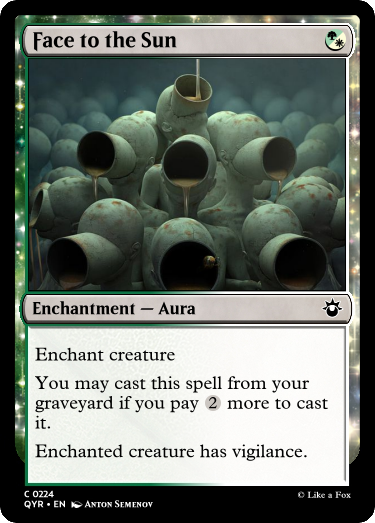 Face to the Sun
Enchantment — Aura
Enchant creature
You may cast this spell from your
graveyard if you pay 2 more to cast
it.
Enchanted creature has vigilance.
C 0224
QYR • EN Anton Semenov
© Like a Fox